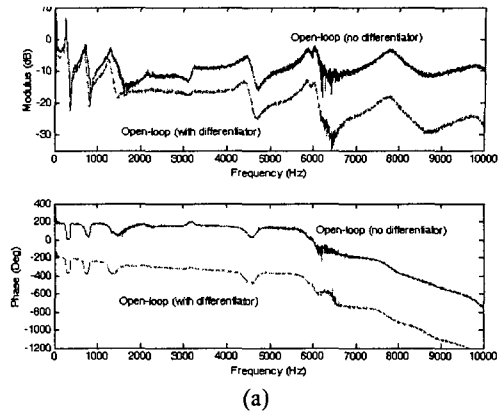 Open-loop (no differentiator)
10
0
-10
-20
-30
Modulus (dB)
Open-loop (with differentiator)
0 1000 2000 3000 4000 5000 6000 7000 8000 9000 10000
Frequency (Hz)
400
200
0
-200
-400
-600
-800
-1000
-1200
Phase (Deg)
Open-loop (no differentiator)
Open-loop (with differentiator)
0 1000 2000 3000 4000 5000 6000 7000 8000 9000 10000
Frequency (Hz)
(a)